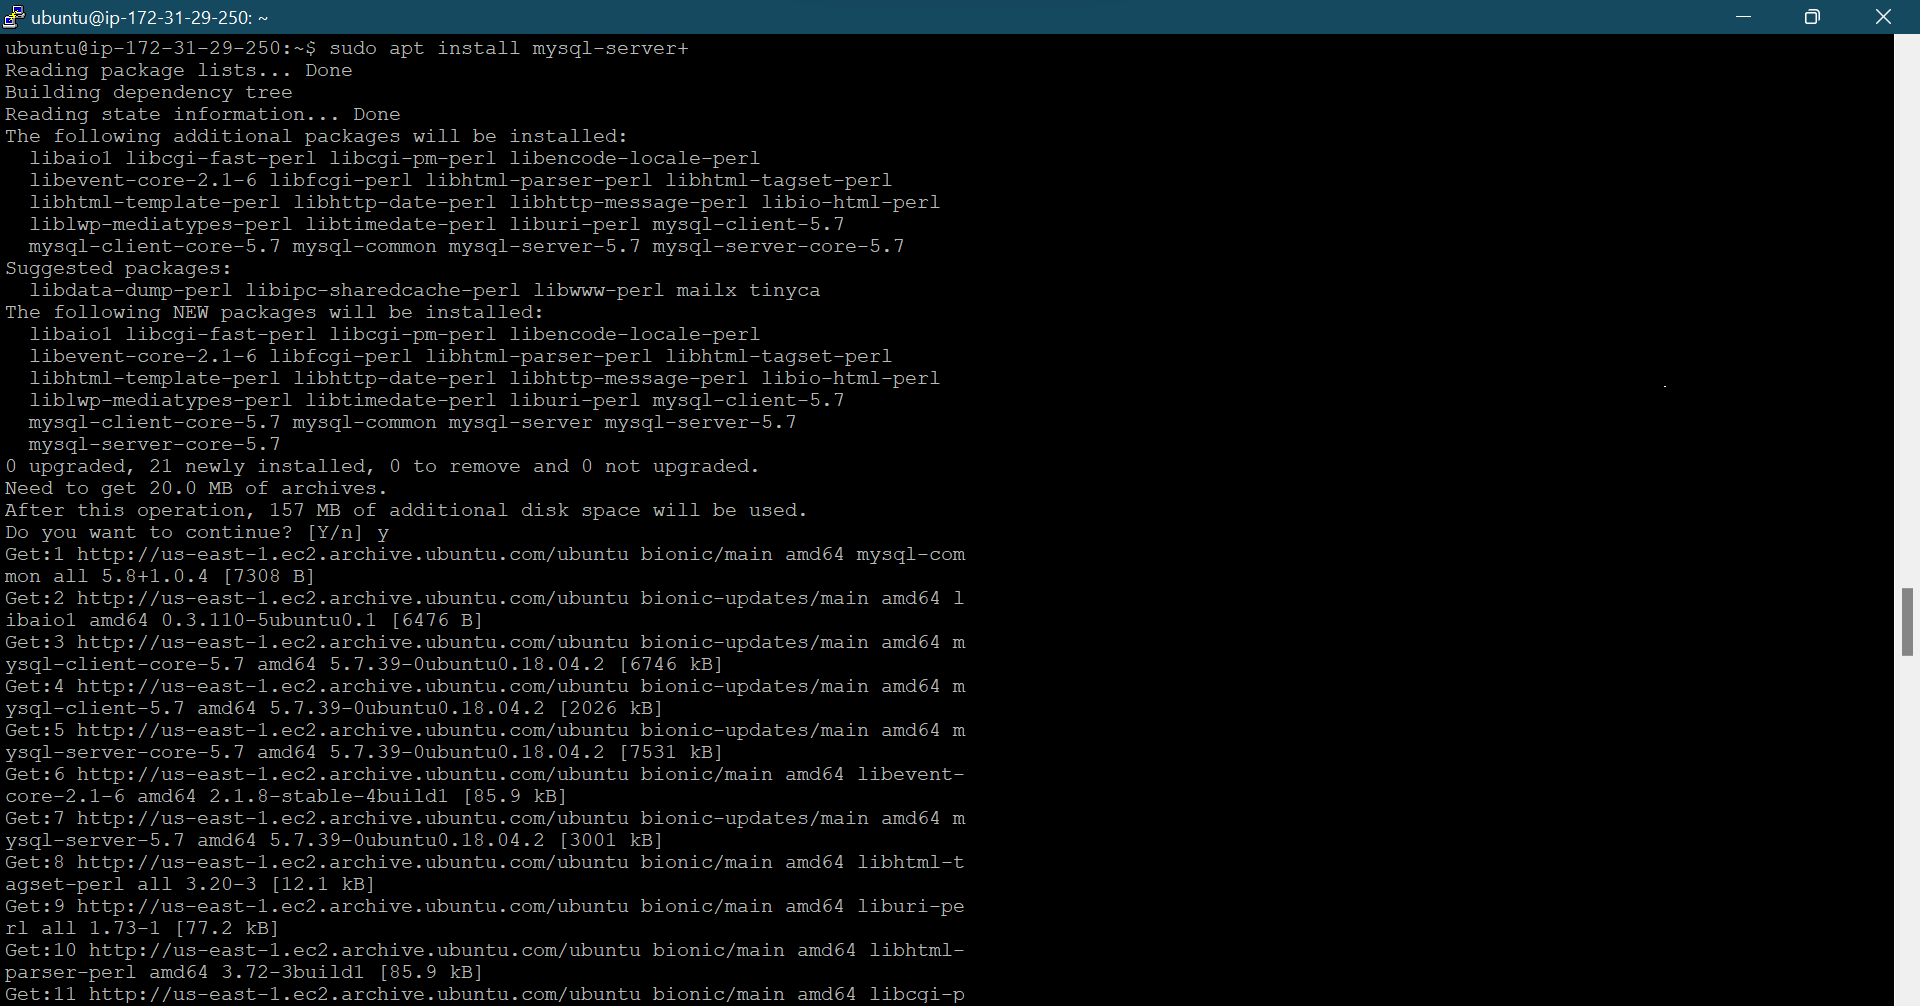 ubuntu@ip-172-31-29-250: ~
ubuntu@ip-172-31-29-250:~$ sudo apt install mysql-server+
Reading package lists... Done
Building dependency tree
Reading state information... Done
The following additional packages will be installed:
  libaio1 libcgi-fast-perl libcgi-pm-perl libencode-locale-perl
  libevent-core-2.1-6 libfcgi-perl libhtml-parser-perl libhtml-tagset-perl
  libhtml-template-perl libhttp-date-perl libhttp-message-perl libio-html-perl
  liblwp-mediatypes-perl libtimedate-perl liburi-perl mysql-client-5.7
  mysql-client-core-5.7 mysql-common mysql-server-5.7 mysql-server-core-5.7
Suggested packages:
  libdata-dump-perl libipc-sharedcache-perl libwww-perl mailx tinyca
The following NEW packages will be installed:
  libaio1 libcgi-fast-perl libcgi-pm-perl libencode-locale-perl
  libevent-core-2.1-6 libfcgi-perl libhtml-parser-perl libhtml-tagset-perl
  libhtml-template-perl libhttp-date-perl libhttp-message-perl libio-html-perl
  liblwp-mediatypes-perl libtimedate-perl liburi-perl mysql-client-5.7
  mysql-client-core-5.7 mysql-common mysql-server mysql-server-5.7
  mysql-server-core-5.7
0 upgraded, 21 newly installed, 0 to remove and 0 not upgraded.
Need to get 20.0 MB of archives.
After this operation, 157 MB of additional disk space will be used.
Do you want to continue? [Y/n] y
Get:1 http://us-east-1.ec2.archive.ubuntu.com/ubuntu bionic/main amd64 mysql-com
mon all 5.8+1.0.4 [7308 B]
Get:2 http://us-east-1.ec2.archive.ubuntu.com/ubuntu bionic-updates/main amd64 l
ibaio1 amd64 0.3.110-5ubuntu0.1 [6476 B]
Get:3 http://us-east-1.ec2.archive.ubuntu.com/ubuntu bionic-updates/main amd64 m
ysql-client-core-5.7 amd64 5.7.39-0ubuntu0.18.04.2 [6746 kB]
Get:4 http://us-east-1.ec2.archive.ubuntu.com/ubuntu bionic-updates/main amd64 m
ysql-client-5.7 amd64 5.7.39-0ubuntu0.18.04.2 [2026 kB]
Get:5 http://us-east-1.ec2.archive.ubuntu.com/ubuntu bionic-updates/main amd64 m
ysql-server-core-5.7 amd64 5.7.39-0ubuntu0.18.04.2 [7531 kB]
Get:6 http://us-east-1.ec2.archive.ubuntu.com/ubuntu bionic/main amd64 libevent-
core-2.1-6 amd64 2.1.8-stable-4build1 [85.9 kB]
Get:7 http://us-east-1.ec2.archive.ubuntu.com/ubuntu bionic-updates/main amd64 m
ysql-server-5.7 amd64 5.7.39-0ubuntu0.18.04.2 [3001 kB]
Get:8 http://us-east-1.ec2.archive.ubuntu.com/ubuntu bionic/main amd64 libhtml-t
agset-perl all 3.20-3 [12.1 kB]
Get:9 http://us-east-1.ec2.archive.ubuntu.com/ubuntu bionic/main amd64 liburi-pe
rl all 1.73-1 [77.2 kB]
Get:10 http://us-east-1.ec2.archive.ubuntu.com/ubuntu bionic/main amd64 libhtml-
parser-perl amd64 3.72-3build1 [85.9 kB]
Get:11 http://us-east-1.ec2.archive.ubuntu.com/ubuntu bionic/main amd64 libcgi-p